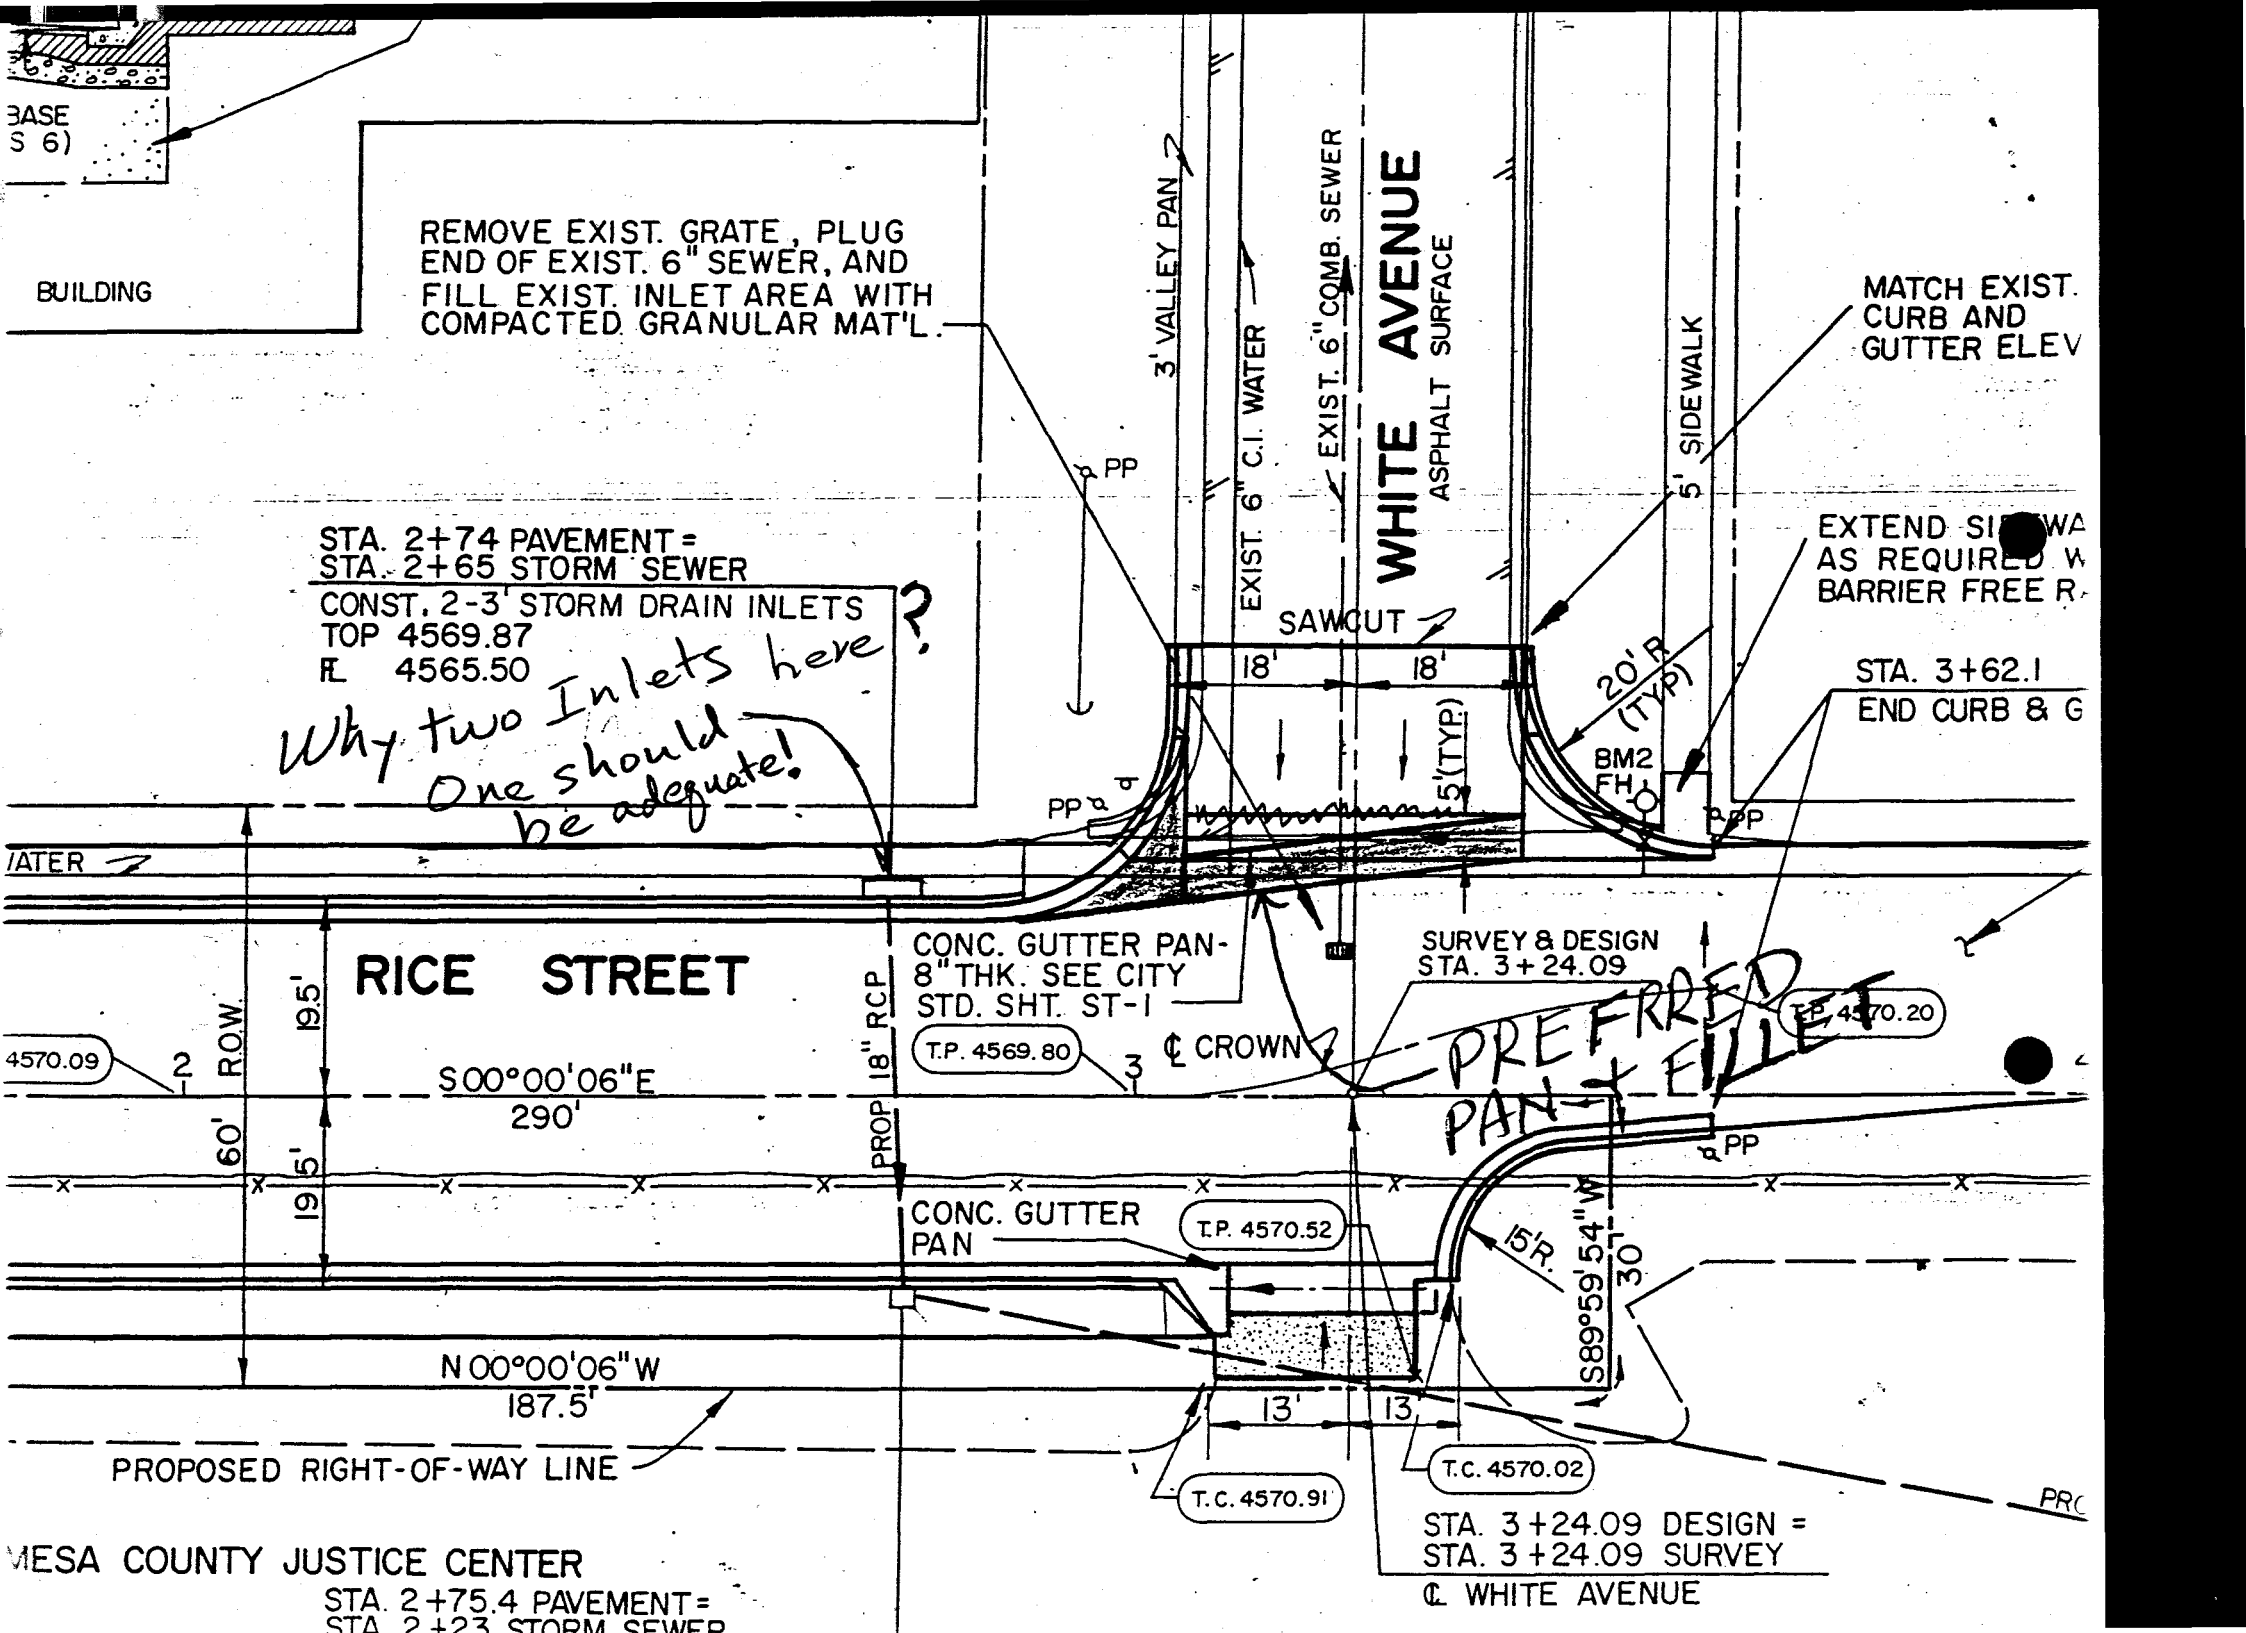 BASE
S 6)
BUILDING
REMOVE EXIST. GRATE, PLUG
END OF EXIST. 6" SEWER, AND
FILL EXIST. INLET AREA WITH
COMPACTED GRANULAR MAT'L.
3' VALLEY PAN
EXIST. 6" C.I. WATER
EXIST. 6" COMB. SEWER
WHITE AVENUE
ASPHALT SURFACE
5' SIDEWALK
MATCH EXIST.
CURB AND
GUTTER ELEV
PP
EXTEND
AS REQUIRED W
BARRIER FREE R
STA. 2+74 PAVEMENT =
STA. 2+65 STORM SEWER
CONST. 2-3' STORM DRAIN INLETS
TOP 4569.87
FL 4565.50
Why two Inlets here?
One should
be adequate!
SAWCUT
18'
18'
20' R
(TYP)
5'(TYP.)
BM2
FH
STA. 3+62.1
END CURB & G
PP
PP
/ATER
RICE STREET
19.5'
R.O.W.
60'
19.5'
4570.09
2
S 00°00'06" E
290'
PROP 18" RCP
CONC. GUTTER PAN-
8" THK. SEE CITY
STD. SHT. ST-1
T.P. 4569.80
3
℄ CROWN
SURVEY & DESIGN
STA. 3+24.09
T.P. 4570.20
PREFRRED
PAN & FILLET
PP
X X X X X X X X X X X
CONC. GUTTER
PAN
T.P. 4570.52
15'R.
S89°59'54"W
30'
N 00°00'06" W
187.5'
13'
13
PROPOSED RIGHT-OF-WAY LINE
T.C. 4570.91
T.C. 4570.02
PRO
STA. 3+24.09 DESIGN =
STA. 3+24.09 SURVEY
℄ WHITE AVENUE
MESA COUNTY JUSTICE CENTER
STA. 2+75.4 PAVEMENT =
STA. 2+23 STORM SEWER